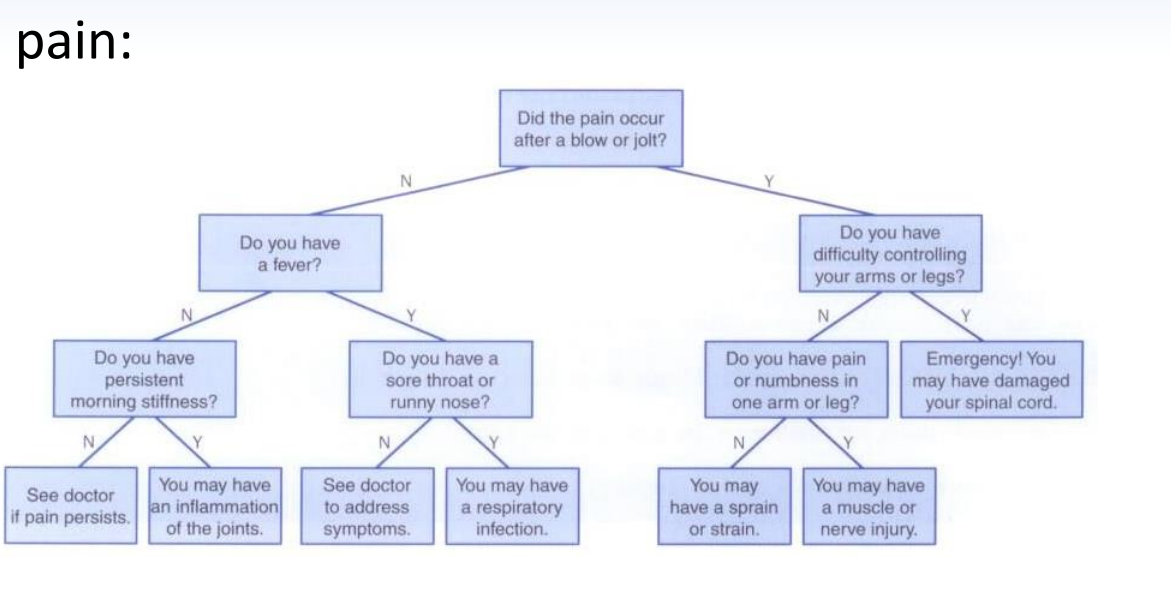 pain:
Did the pain occur
after a blow or jolt?
N
Y
Do you have
a fever?
Do you have
difficulty controlling
your arms or legs?
N
Y
N
Y
Do you have
persistent
morning stiffness?
Do you have a
sore throat or
runny nose?
Do you have pain
or numbness in
one arm or leg?
Emergency! You
may have damaged
your spinal cord.
N
Y
N
Y
N
Y
See doctor
if pain persists.
You may have
an inflammation
of the joints.
See doctor
to address
symptoms.
You may have
a respiratory
infection.
You may
have a sprain
or strain.
You may have
a muscle or
nerve injury.